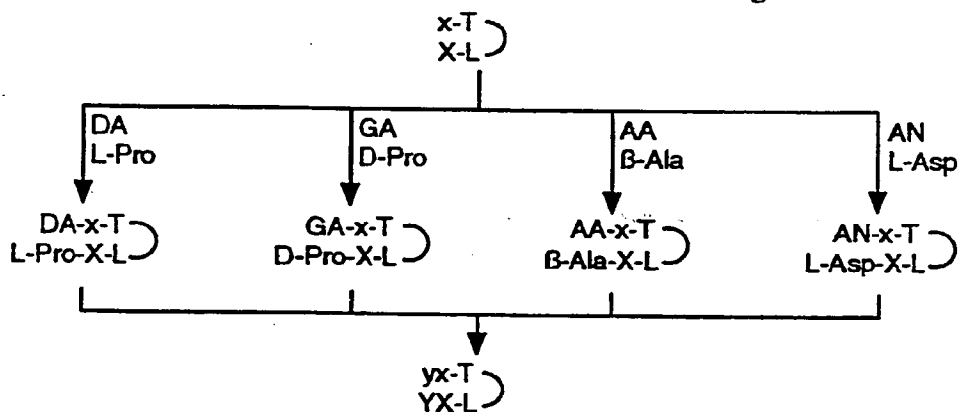 x-T
X-L
DA
L-Pro
GA
D-Pro
AA
ß-Ala
AN
L-Asp
DA-x-T
L-Pro-X-L
GA-x-T
D-Pro-X-L
AA-x-T
ß-Ala-X-L
AN-x-T
L-Asp-X-L
yx-T
YX-L